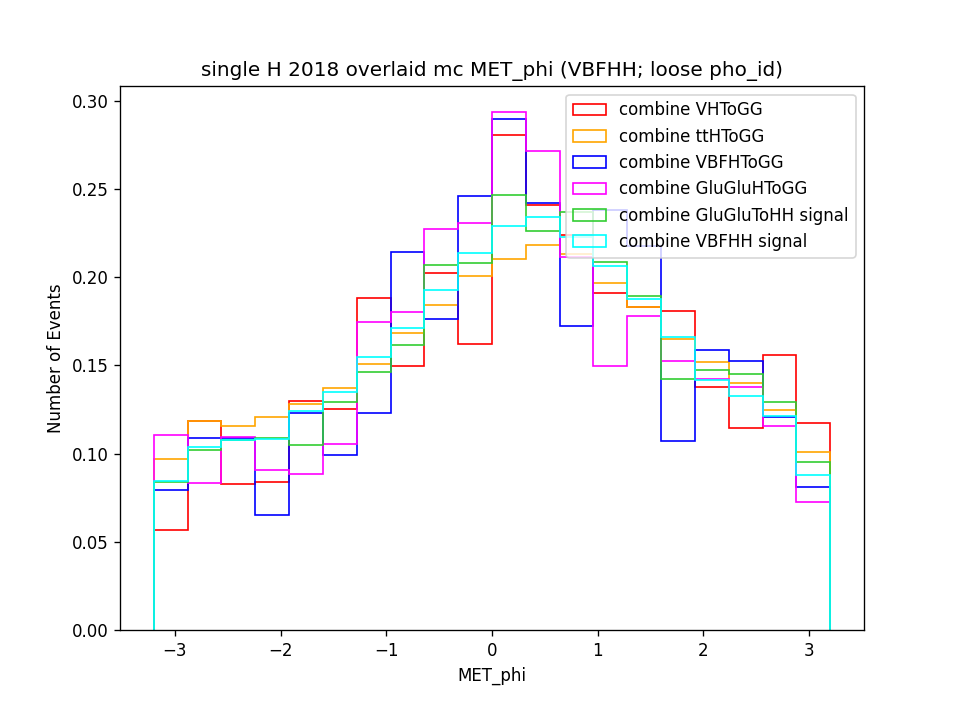 single H 2018 overlaid mc MET_phi (VBFHH; loose pho_id)
combine VHToGG
combine ttHToGG
combine VBFHToGG
combine GluGluHToGG
combine GluGluToHH signal
combine VBFHH signal
Number of Events
0.30
0.25
0.20
0.15
0.10
0.05
0.00
−3 −2 −1 0 1 2 3
MET_phi